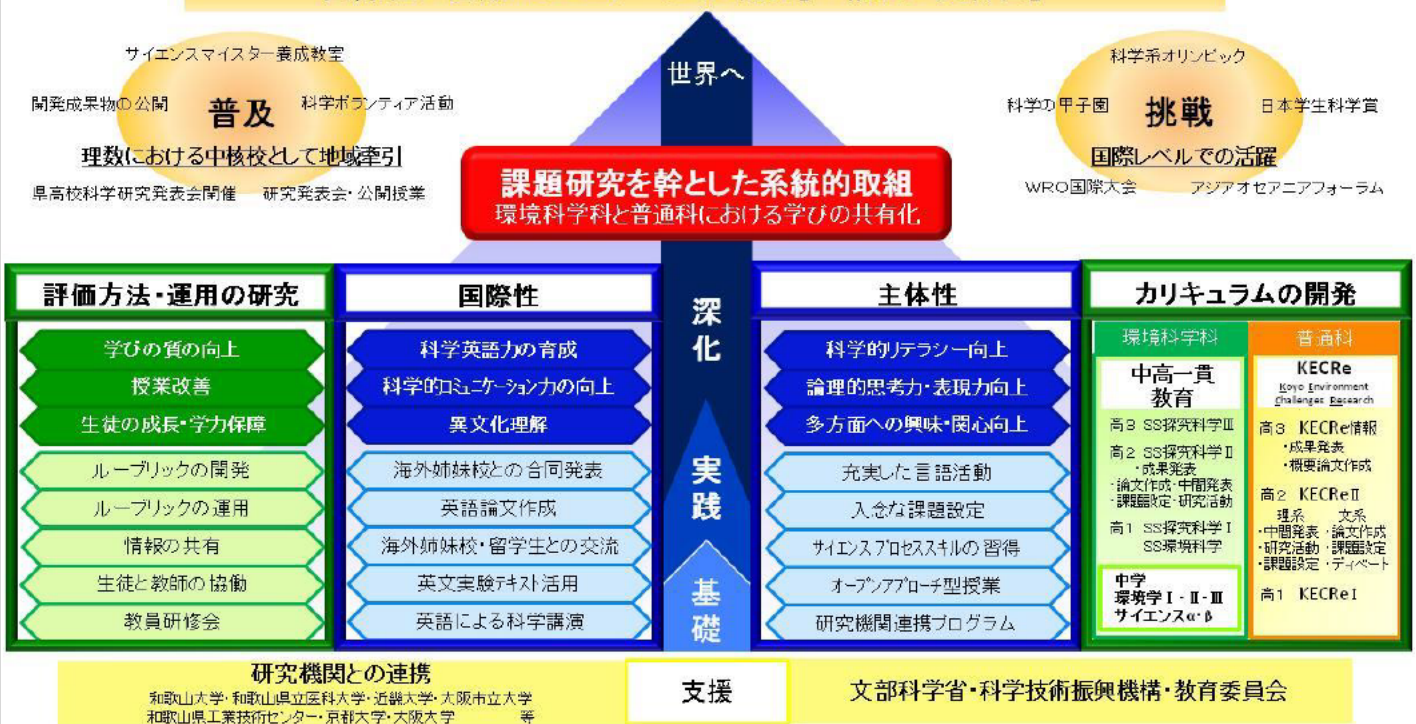 世界へ
サイエンスマイスター養成教室
開発成果物の公開
普及
科学ボランティア活動
理数における中核校として地域牽引
県高校科学研究発表会開催 研究発表会・公開授業
科学系オリンピック
科学の甲子園
挑戦
日本学生科学賞
国際レベルでの活躍
WRO国際大会
アジアオセアニアフォーラム
課題研究を幹とした系統的取組
環境科学科と普通科における学びの共有化
深化
実践
基礎
評価方法・運用の研究
学びの質の向上
授業改善
生徒の成長・学力保障
ルーブリックの開発
ルーブリックの運用
情報の共有
生徒と教師の協働
教員研修会
国際性
科学英語力の育成
科学的コミュニケーション力の向上
異文化理解
海外姉妹校との合同発表
英語論文作成
海外姉妹校・留学生との交流
英文実験テキスト活用
英語による科学講演
主体性
科学的リテラシー向上
論理的思考力・表現力向上
多方面への興味・関心向上
充実した言語活動
入念な課題設定
サイエンスプロセススキルの習得
オープンアプローチ型授業
研究機関連携プログラム
カリキュラムの開発
環境科学科
中高一貫
教育
高3 SS探究科学Ⅲ
高2 SS探究科学Ⅱ
・成果発表
・論文作成・中間発表
・課題設定・研究活動
高1 SS探究科学Ⅰ
SS環境科学
中学
環境学Ⅰ・Ⅱ・Ⅲ
サイエンスα・β
普通科
KECRe
Koyo Environment
Challenges Research
高3 KECRe情報
・成果発表
・概要論文作成
高2 KECReⅡ
理系 文系
・中間発表 ・論文作成
・研究活動 ・課題設定
・課題設定 ・ディベート
高1 KECReⅠ
研究機関との連携
和歌山大学・和歌山県立医科大学・近畿大学・大阪市立大学
和歌山県工業技術センター・京都大学・大阪大学 等
支援
文部科学省・科学技術振興機構・教育委員会